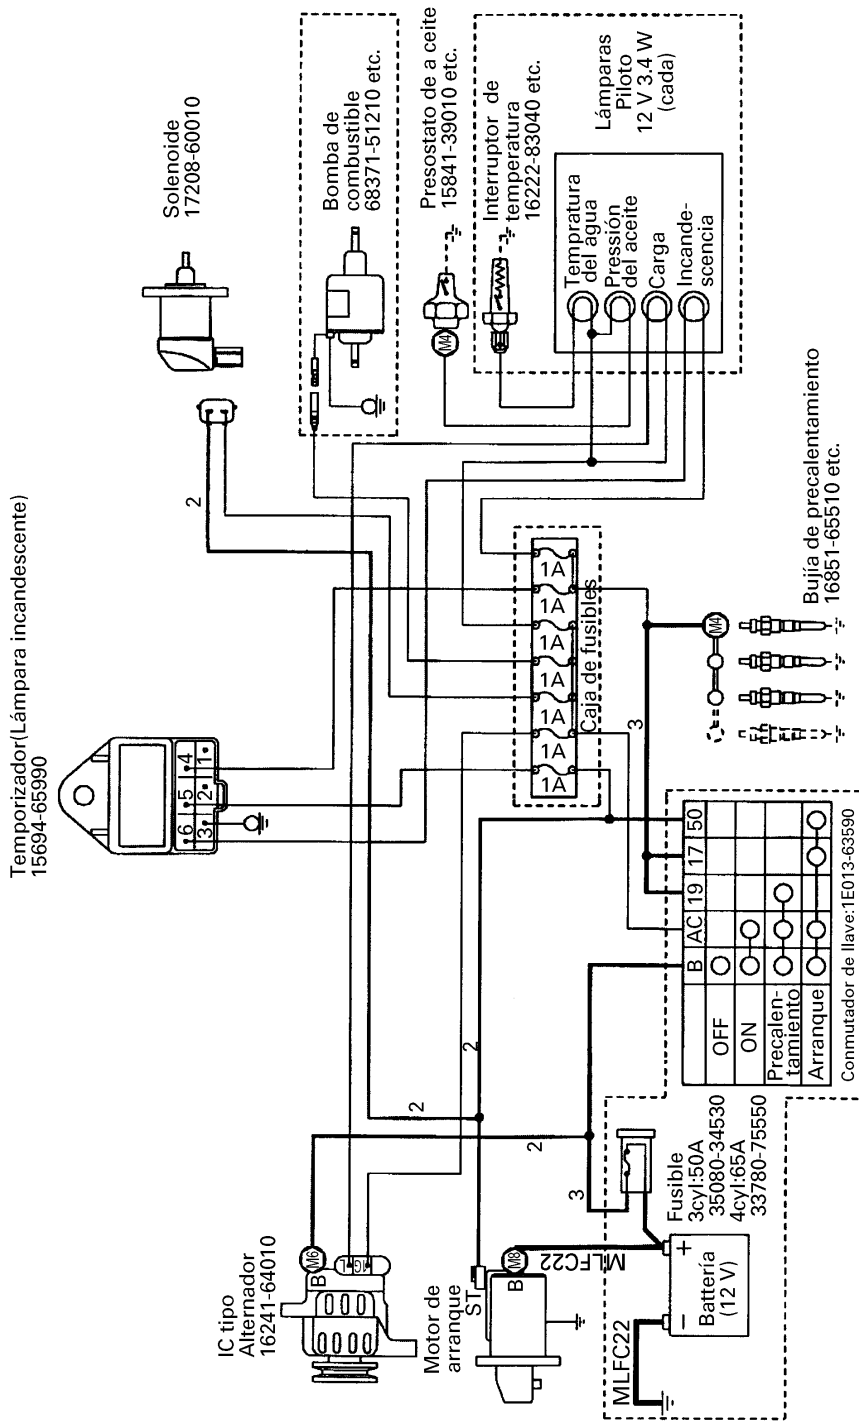 Temporizador(Lámpara incandescente)
15694-65990
6
5
4
3
2
1
Solenoide
17208-60010
2
Bomba de
combustible
68371-51210 etc.
Presostato de a ceite
15841-39010 etc.
M4
Interruptor de
temperatura
16222-83040 etc.
Lámparas
Piloto
12 V 3.4 W
(cada)
Tempratura
del agua
Pressión
del aceite
Carga
Incande-
scencia
1A
1A
1A
1A
1A
1A
1A
Caja de fusibles
Bujía de precalentamiento
16851-65510 etc.
M4
3
IC tipo
Alternador
16241-64010
M6
B
IG
L
2
2
2
3
Motor de
arranque
ST
M8
B
MLFC22
MLFC22
Battería
(12 V)
+
−
Fusible
3cyl:50A
35080-34530
4cyl:65A
33780-75550
B
AC
19
17
50
OFF
ON
Precalen-
tamiento
Arranque
Conmutador de llave:1E013-63590